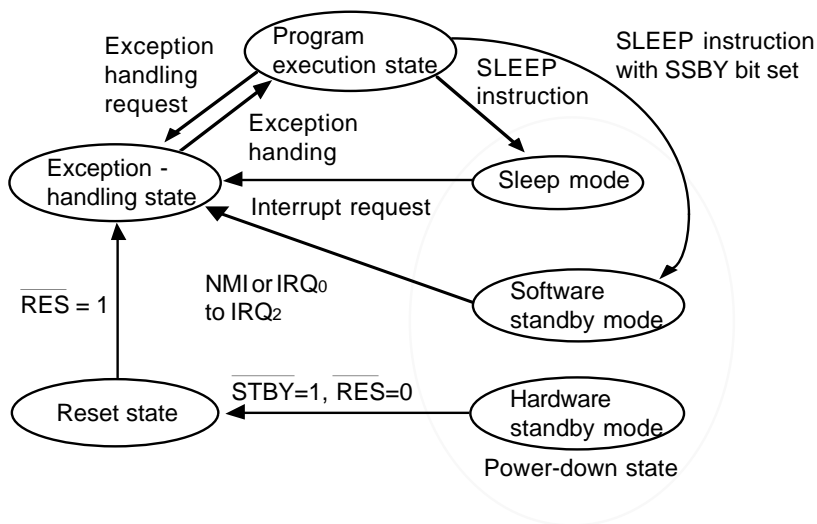 Program
execution state
Exception
handling
request
SLEEP instruction
with SSBY bit set
SLEEP
instruction
Exception
handing
Exception -
handling state
Sleep mode
Interrupt request
RES = 1
NMI or IRQ0
to IRQ2
Software
standby mode
STBY=1, RES=0
Reset state
Hardware
standby mode
Power-down state